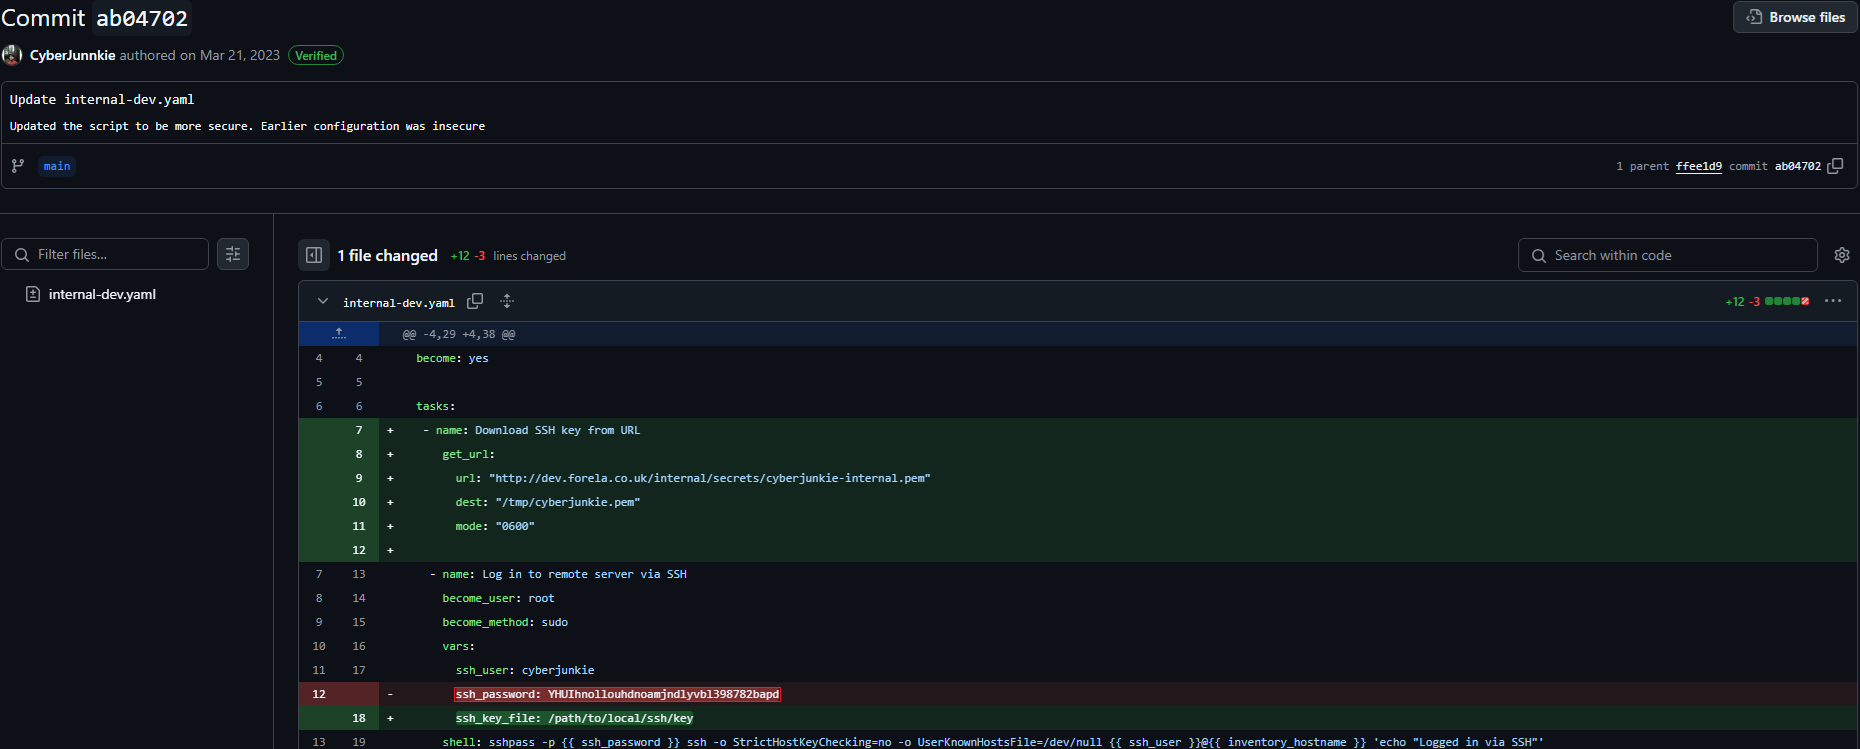 Commit ab04702
Browse files
CyberJunnkie authored on Mar 21, 2023 Verified
Update internal-dev.yaml
Updated the script to be more secure. Earlier configuration was insecure
main
1 parent ffee1d9 commit ab04702
Filter files...
internal-dev.yaml
1 file changed +12 -3 lines changed
Search within code
internal-dev.yaml
+12 -3
@@ -4,29 +4,38 @@
4 4 become: yes
5 5
6 6 tasks:
7 + - name: Download SSH key from URL
8 + get_url:
9 + url: "http://dev.forela.co.uk/internal/secrets/cyberjunkie-internal.pem"
10 + dest: "/tmp/cyberjunkie.pem"
11 + mode: "0600"
12 +
7 13 - name: Log in to remote server via SSH
8 14 become_user: root
9 15 become_method: sudo
10 16 vars:
11 17 ssh_user: cyberjunkie
12 - ssh_password: YHUIhnollouhdnoamjndlyvbl398782bapd
18 + ssh_key_file: /path/to/local/ssh/key
13 19 shell: sshpass -p {{ ssh_password }} ssh -o StrictHostKeyChecking=no -o UserKnownHostsFile=/dev/null {{ ssh_user }}@{{ inventory_hostname }} 'echo "Logged in via SSH"'